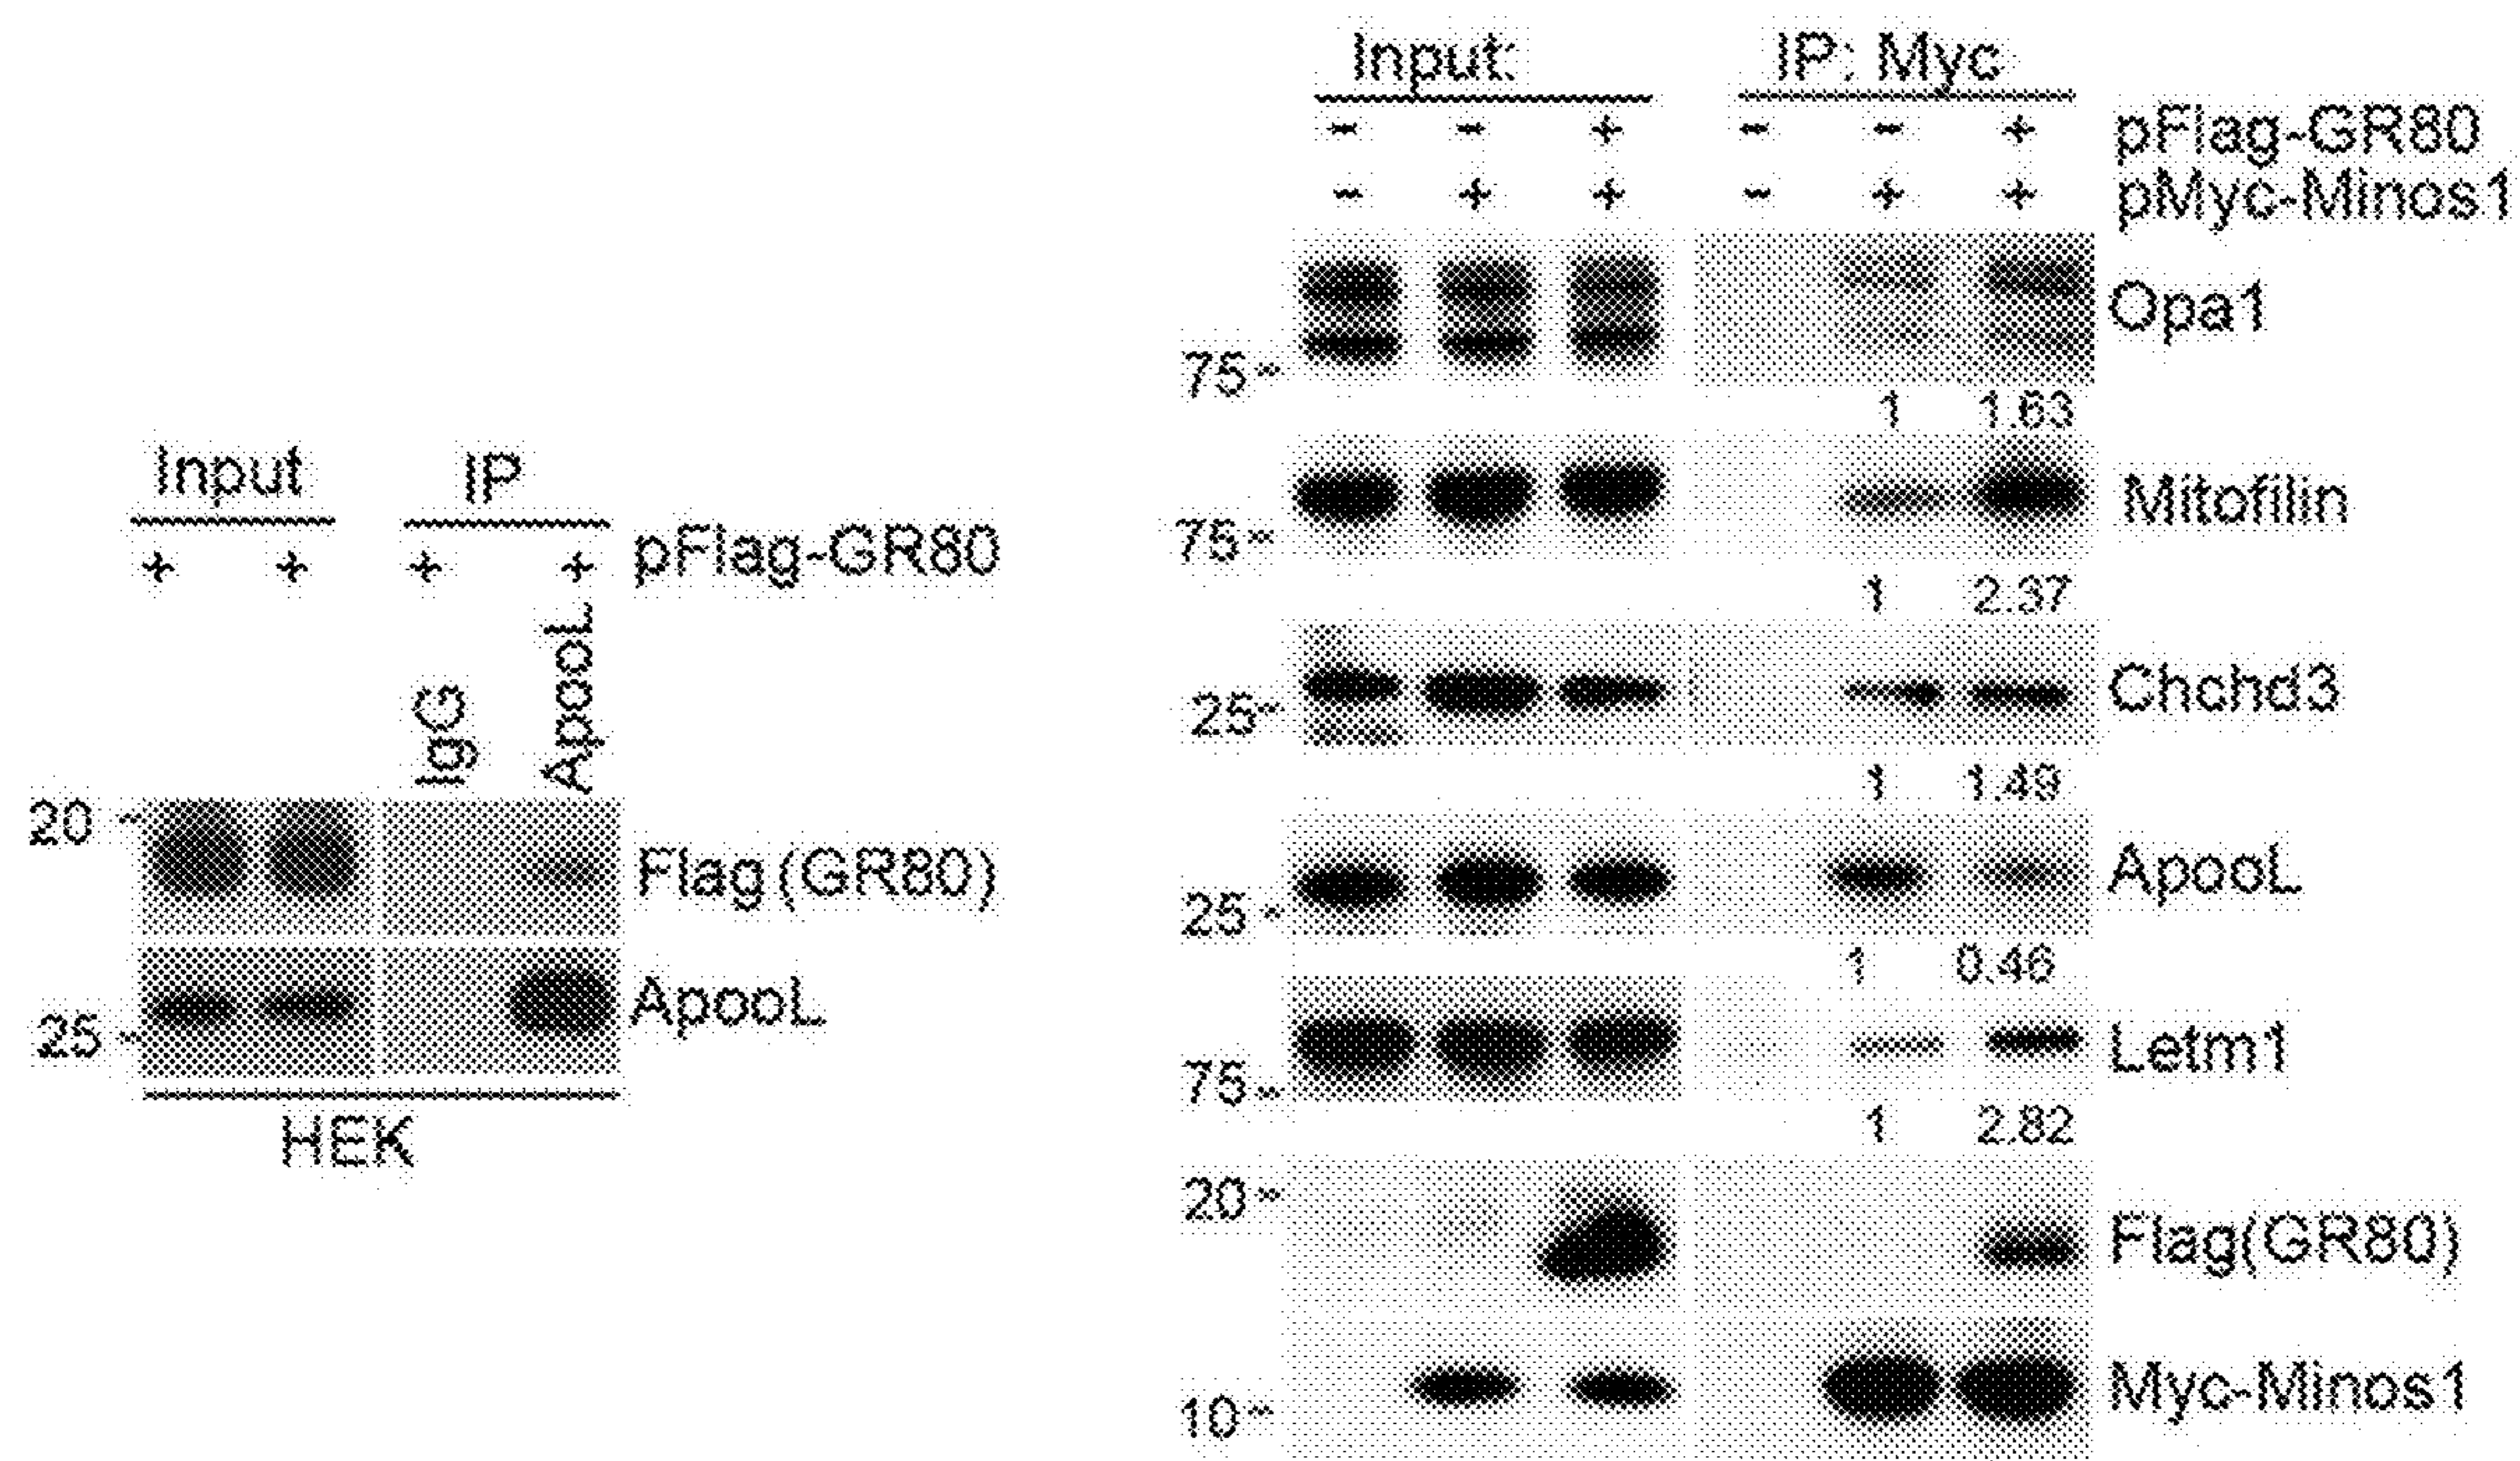 Input IP
+ + + + pFlag-GR80
IgG ApooL
20 Flag (GR80)
25 ApooL
HEK
Input: IP: Myc
- - + - - + pFlag-GR80
- + + - + + pMyc-Minos1
75 Opa1
1 1.63
75 Mitofilin
1 2.37
25 Chchd3
1 1.49
25 ApooL
1 0.46
75 Letm1
1 2.82
20 Flag(GR80)
10 Myc-Minos1